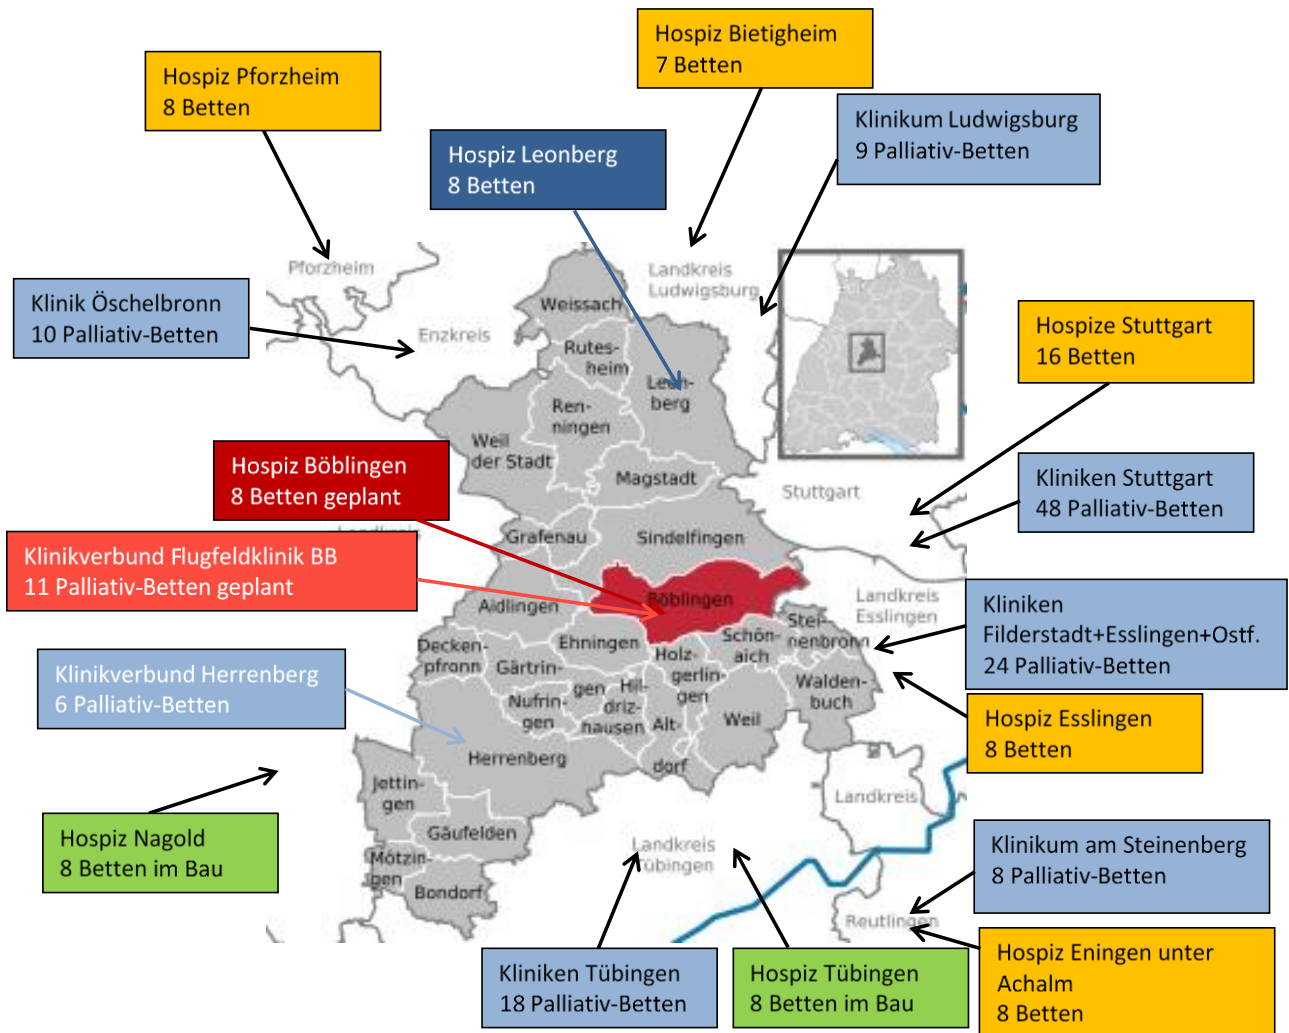 Hospiz Bietigheim
7 Betten
Hospiz Pforzheim
8 Betten
Klinikum Ludwigsburg
9 Palliativ-Betten
Hospiz Leonberg
8 Betten
Pforzheim
Landkreis
Ludwigsburg
Klinik Öschelbronn
10 Palliativ-Betten
Enzkreis
Weissach
Rutes-
heim
Hospize Stuttgart
16 Betten
Leon-
berg
Ren-
ningen
Weil
der Stadt
Hospiz Böblingen
8 Betten geplant
Magstadt
Stuttgart
Kliniken Stuttgart
48 Palliativ-Betten
Grafenau
Sindelfingen
Klinikverbund Flugfeldklinik BB
11 Palliativ-Betten geplant
Aidlingen
Böblingen
Landkreis
Esslingen
Kliniken
Filderstadt+Esslingen+Ostf.
24 Palliativ-Betten
Decken-
pfronn
Ehningen
Schön-
aich
Stei-
nenbronn
Klinikverbund Herrenberg
6 Palliativ-Betten
Gärtrin-
gen
Holz-
gerlin-
gen
Walden-
buch
Nufrin-
gen
Hil-
driz-
hausen
Alt-
dorf
Weil
Hospiz Esslingen
8 Betten
Herrenberg
Jettin-
gen
Landkreis
Hospiz Nagold
8 Betten im Bau
Gäufelden
Landkreis
Tübingen
Klinikum am Steinenberg
8 Palliativ-Betten
Mötzin-
gen
Bondorf
Reutlingen
Kliniken Tübingen
18 Palliativ-Betten
Hospiz Tübingen
8 Betten im Bau
Hospiz Eningen unter
Achalm
8 Betten